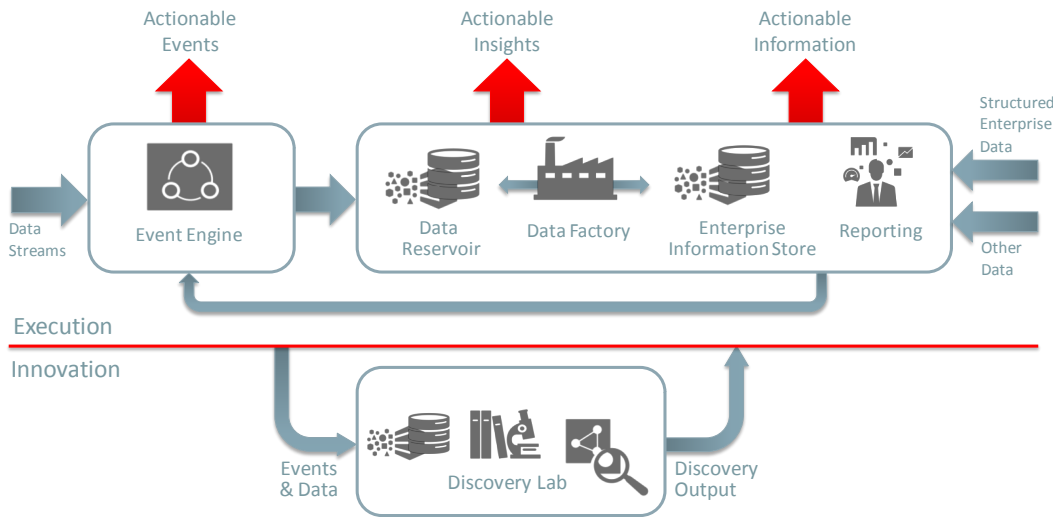 Actionable
Events
Actionable
Insights
Actionable
Information
Structured
Enterprise
Data
Data
Streams
Event Engine
Data
Reservoir
Data Factory
Enterprise
Information Store
Reporting
Other
Data
Execution
Innovation
Events
& Data
Discovery Lab
Discovery
Output